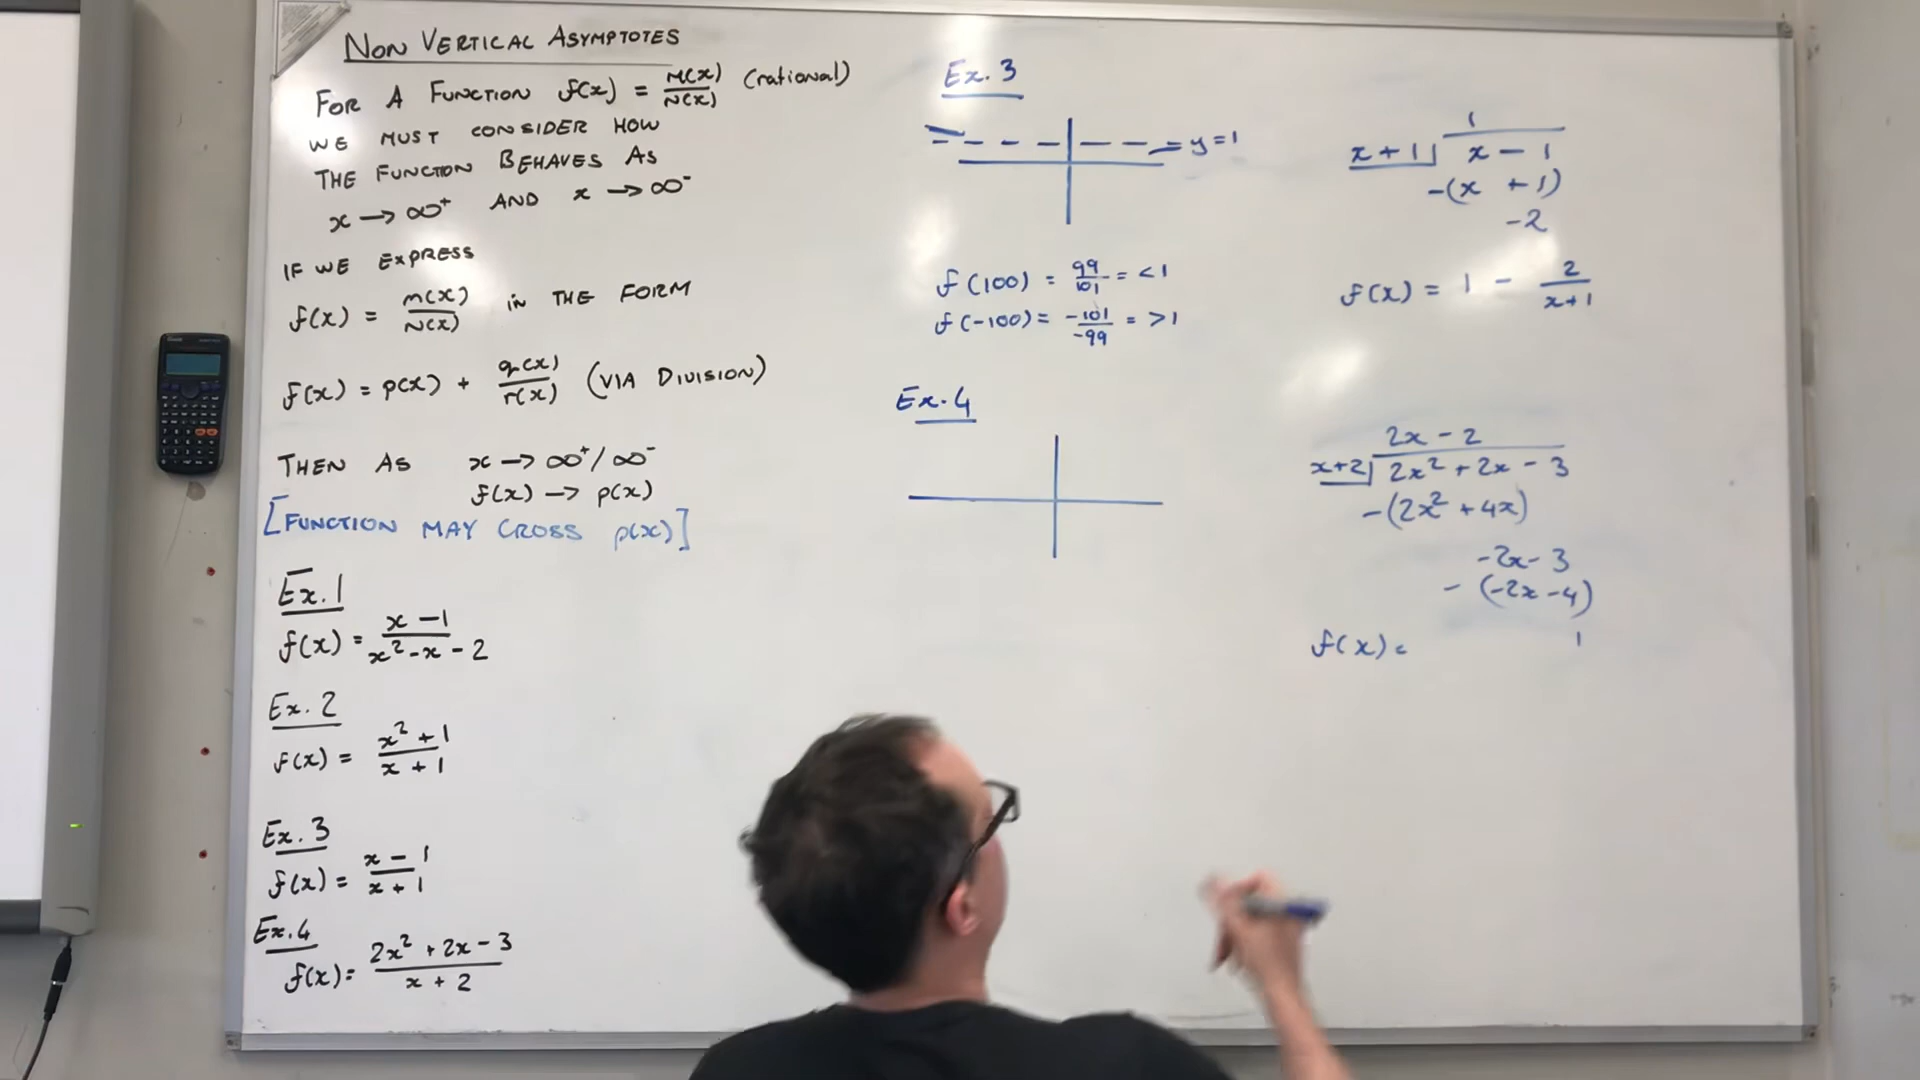 NON VERTICAL ASYMPTOTES
FOR A FUNCTION f(x) = M(x)/N(x) (rational)
WE MUST CONSIDER HOW
THE FUNCTION BEHAVES AS
x → ∞⁺ AND x → ∞⁻
IF WE EXPRESS
f(x) = M(x)/N(x) IN THE FORM
f(x) = p(x) + q(x)/r(x) (VIA DIVISION)
THEN AS x → ∞⁺/∞⁻
f(x) → p(x)
[FUNCTION MAY CROSS p(x)]
Ex.1
f(x) = x - 1/x² - x - 2
Ex.2
f(x) = x² + 1/x + 1
Ex.3
f(x) = x - 1/x + 1
Ex.4
f(x) = 2x² + 2x - 3/x + 2
Ex.3
y = 1
f(100) = 99/101 = < 1
f(-100) = -101/-99 = > 1
1
x + 1 x - 1
-(x + 1)
-2
f(x) = 1 - 2/x+1
Ex.4
2x - 2
x+2 2x² + 2x - 3
-(2x² + 4x)
-2x - 3
- (-2x - 4)
1
f(x) =